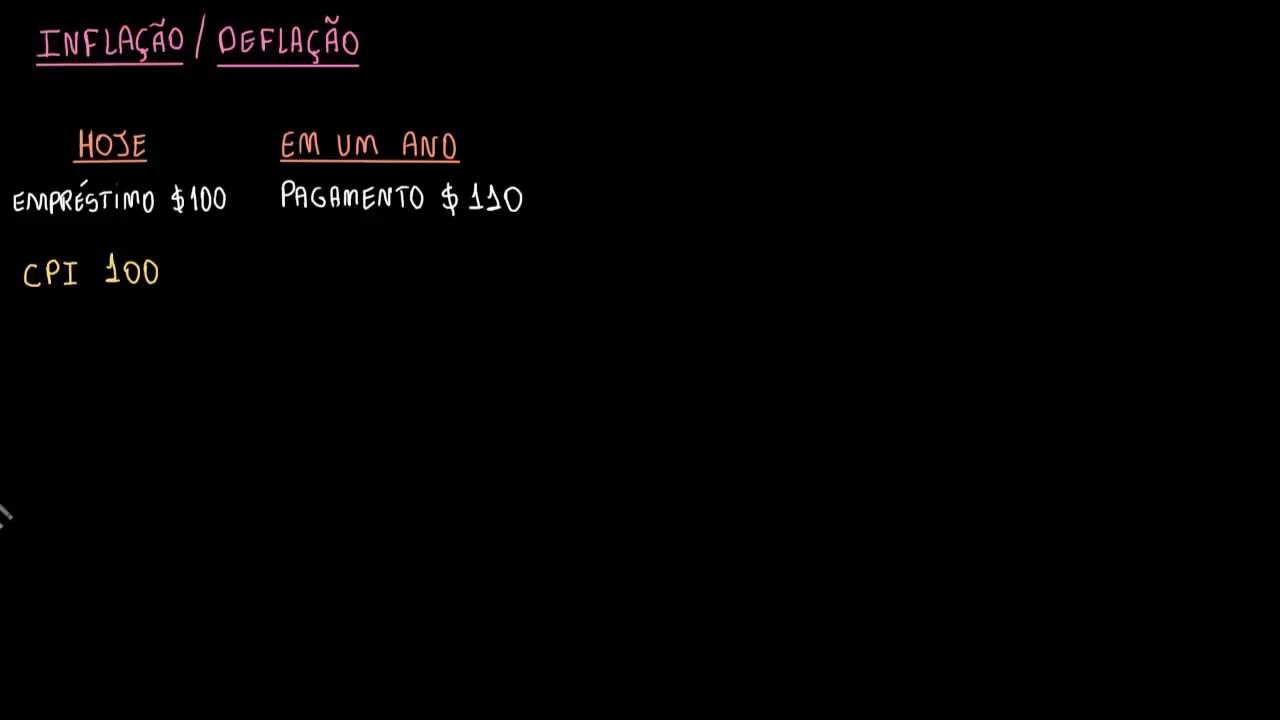 INFLAÇÃO / DEFLAÇÃO
HOJE EM UM ANO
EMPRÉSTIMO $100 PAGAMENTO $ 110
CPI 100